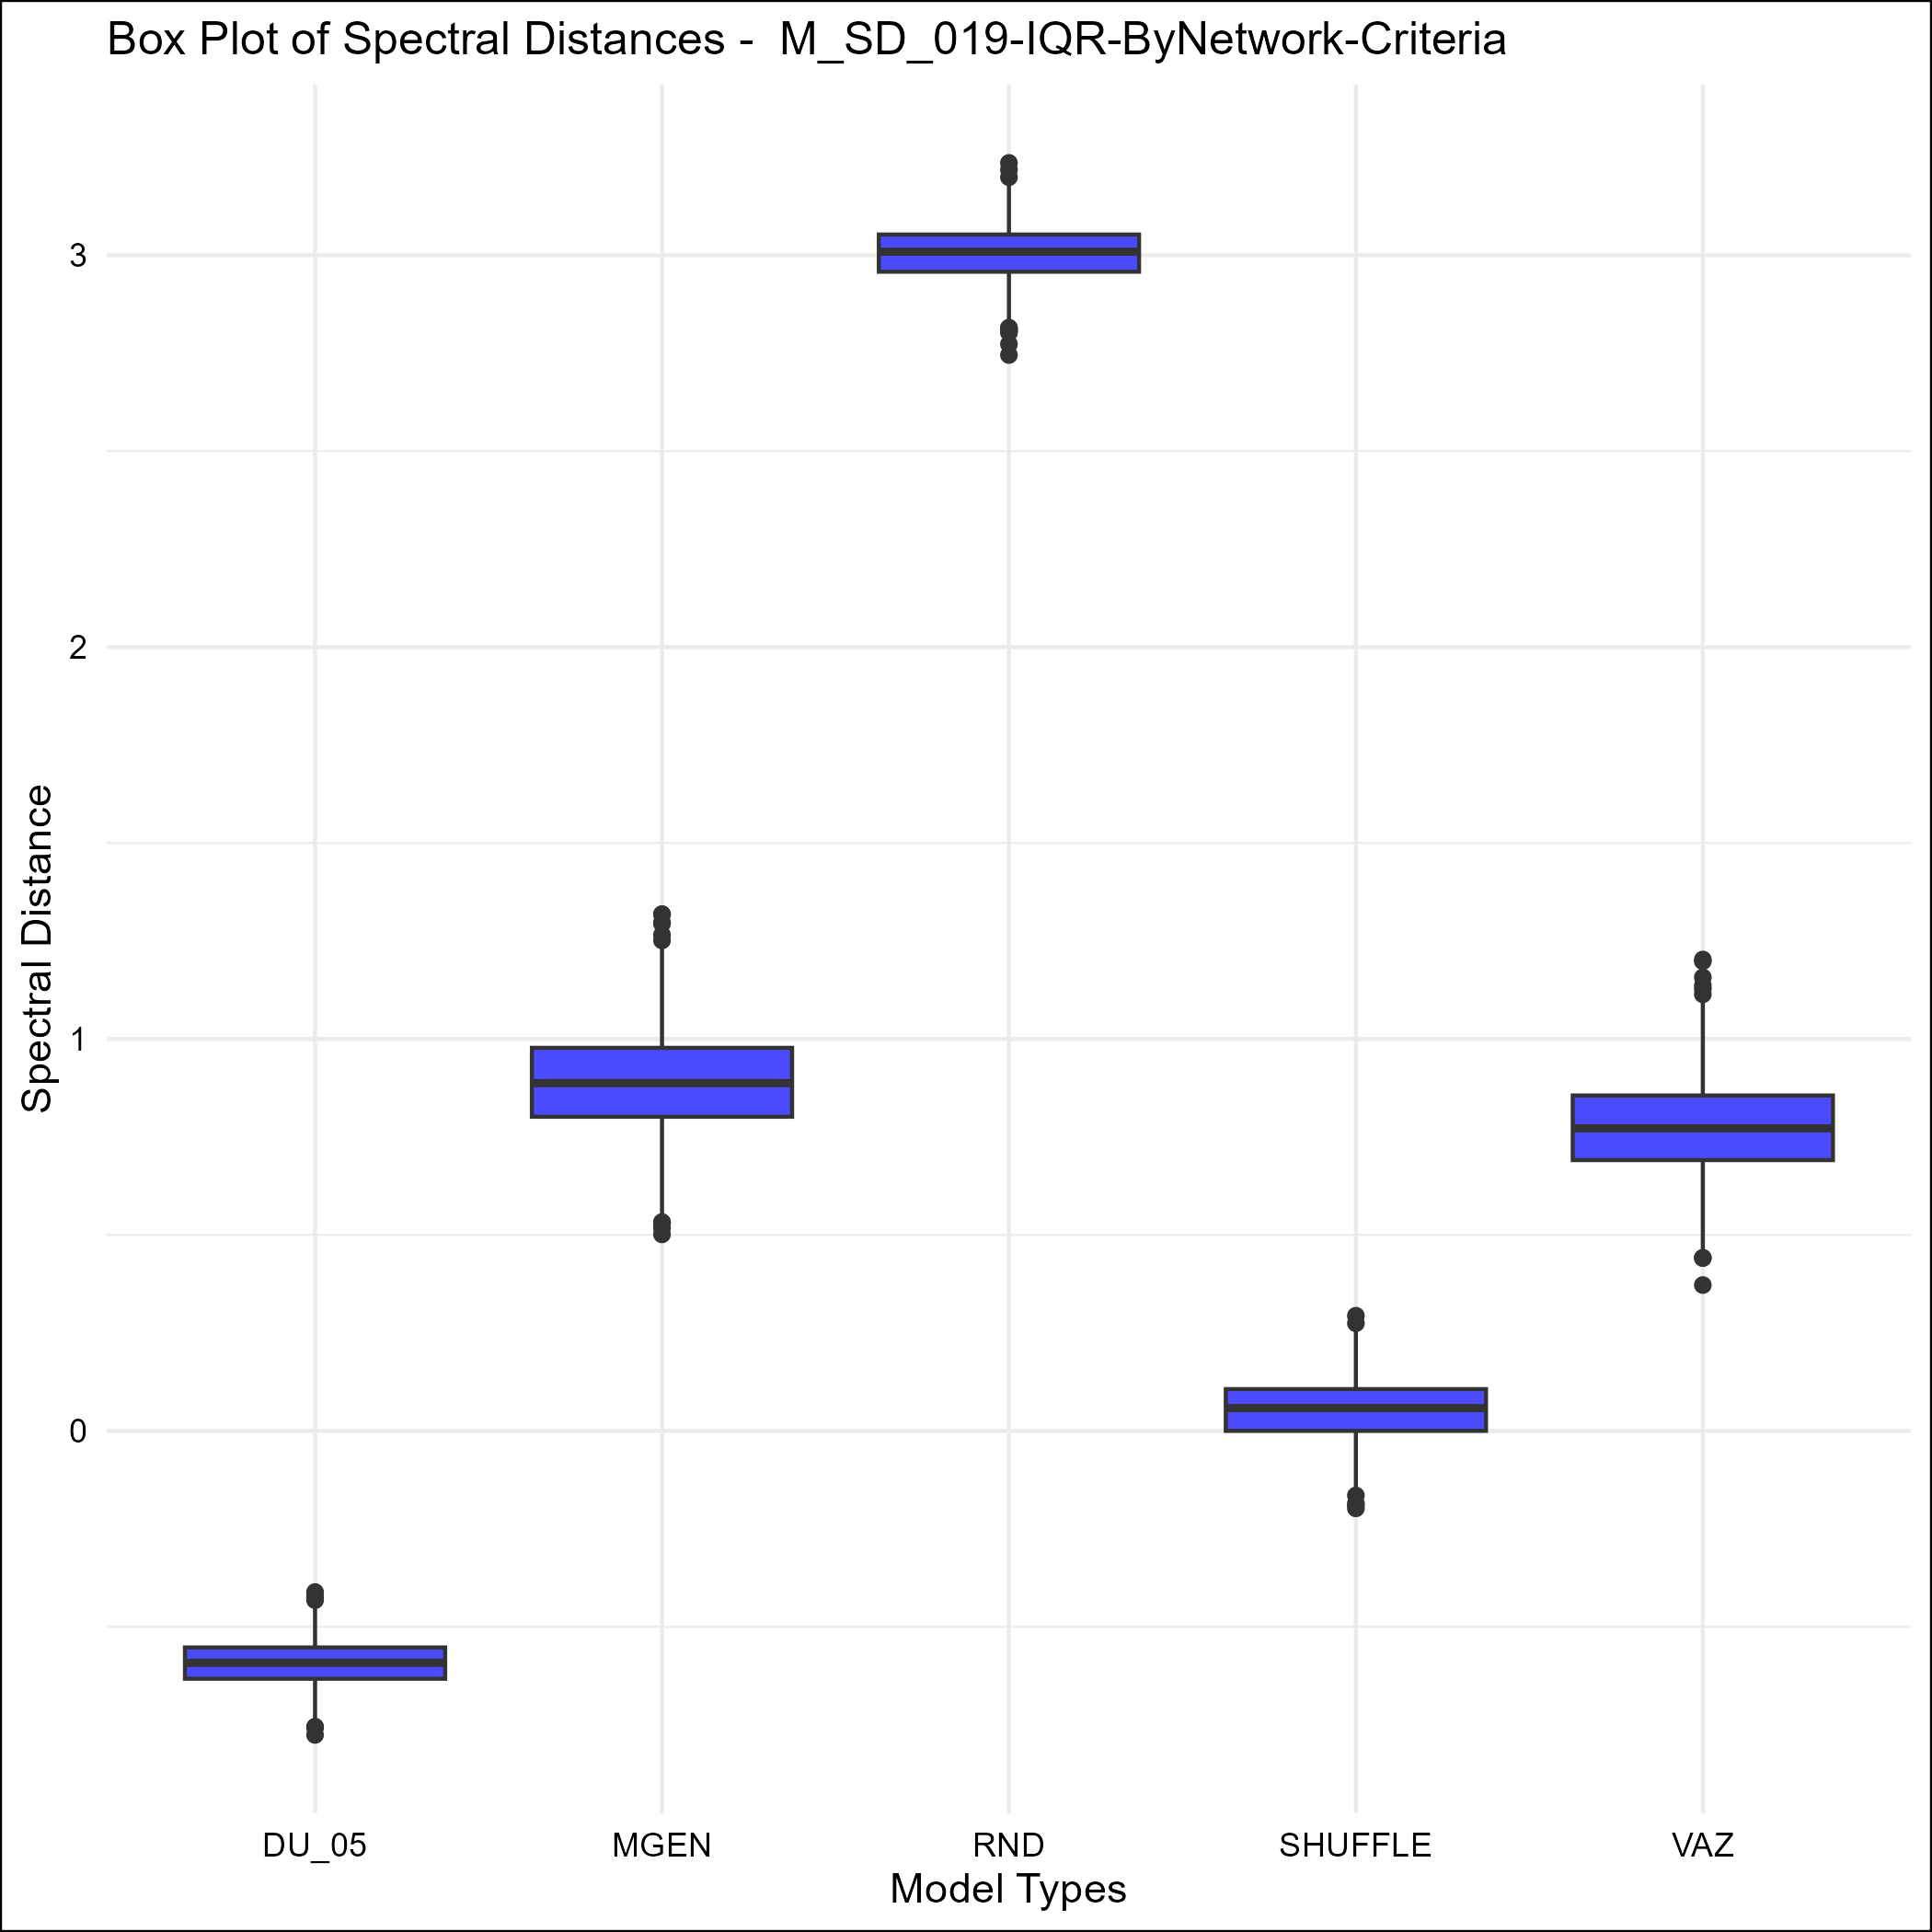 Box Plot of Spectral Distances -  M_SD_019-IQR-ByNetwork-Criteria
Spectral Distance
3
2
1
0
DU_05 MGEN RND SHUFFLE VAZ
Model Types